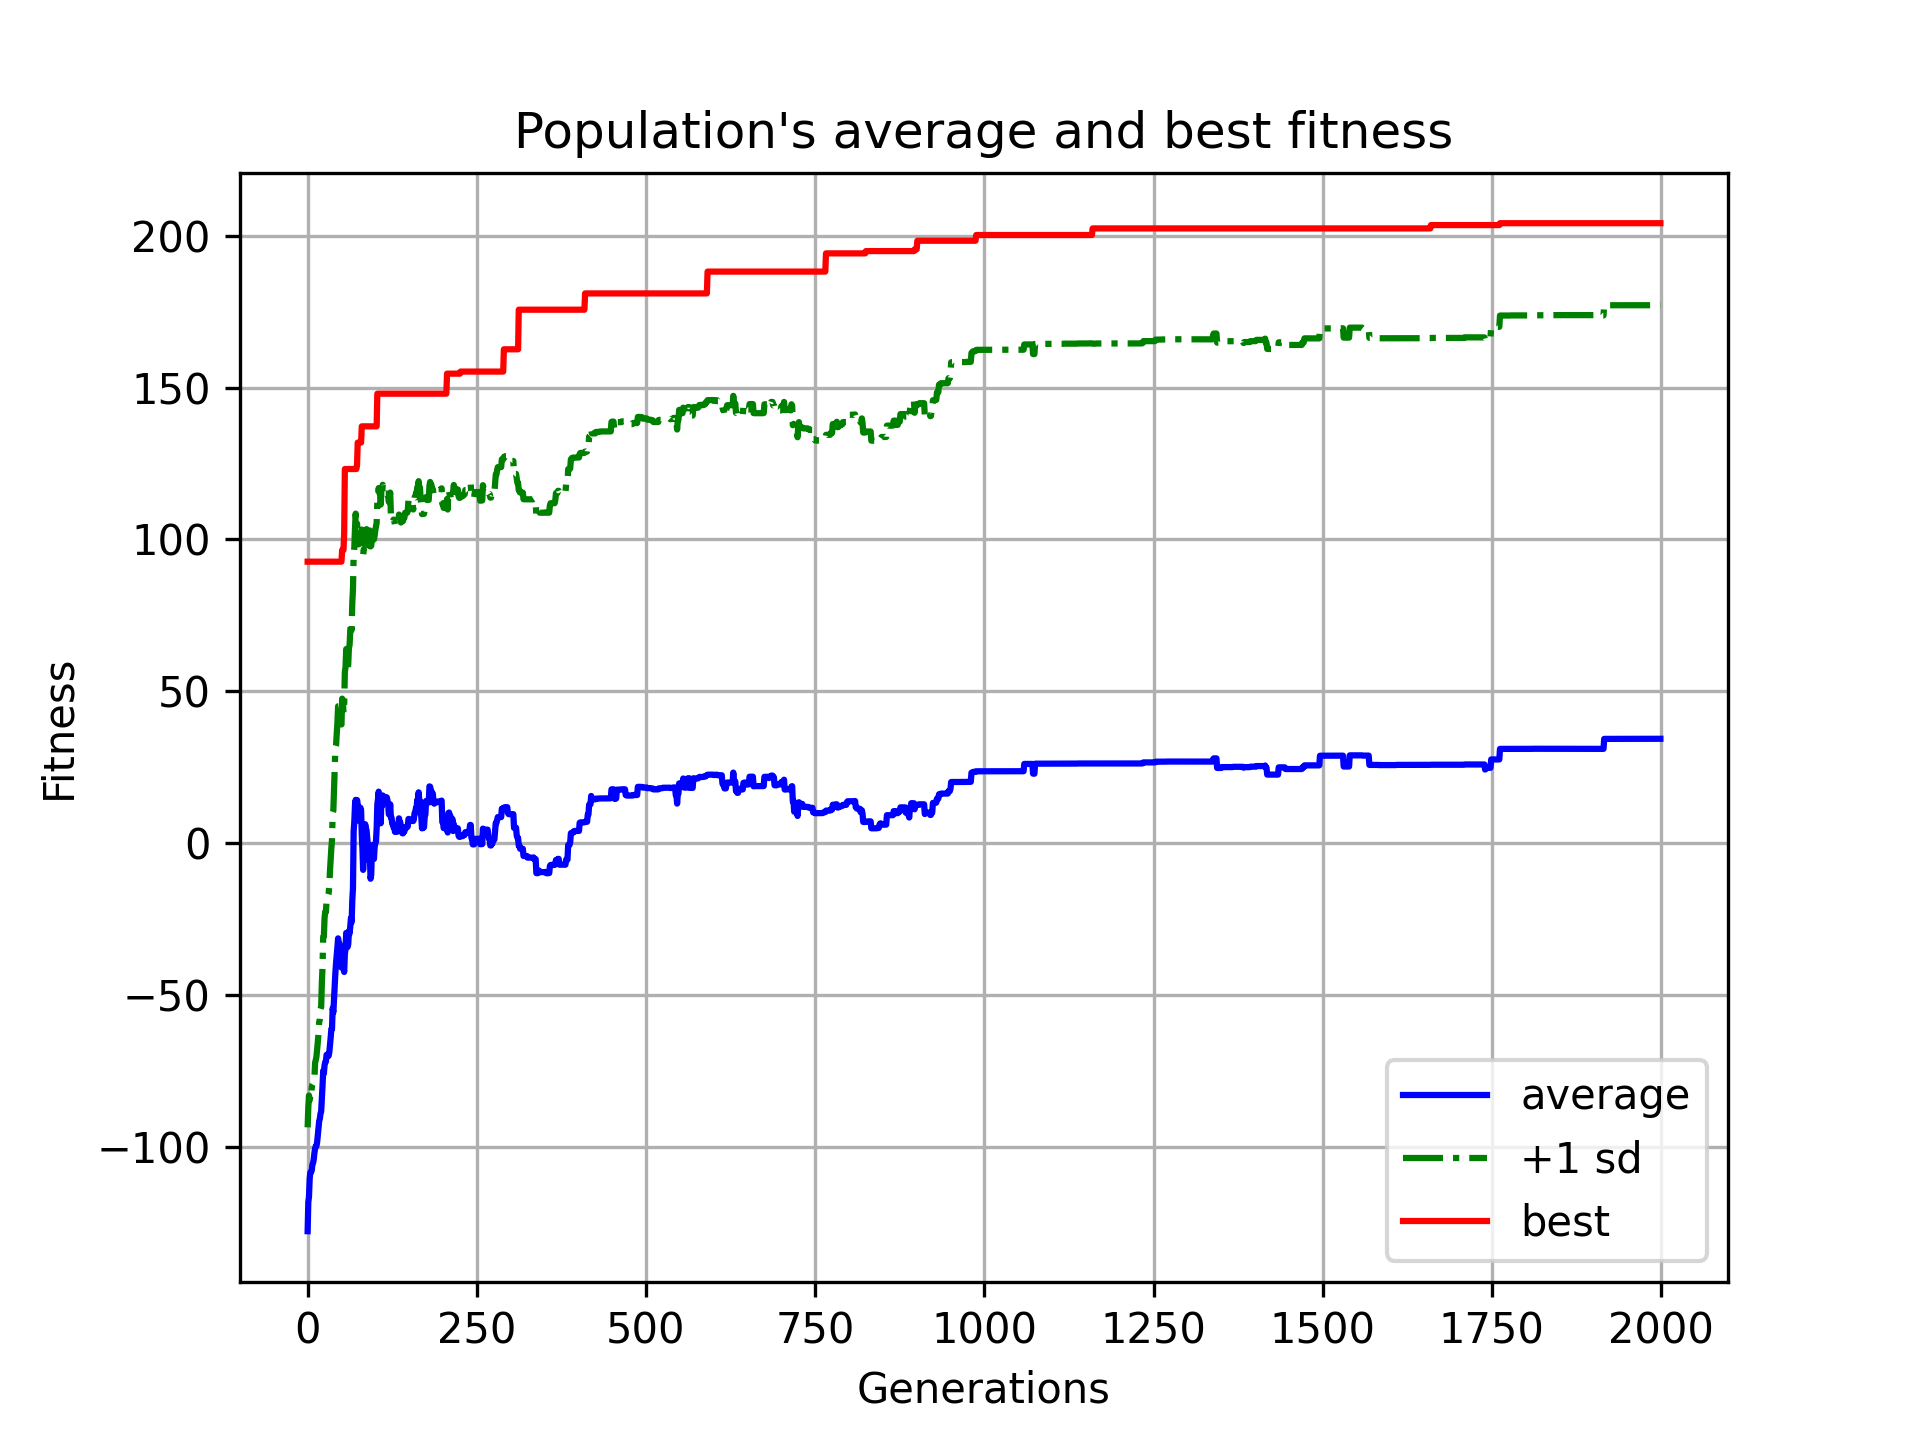 Population's average and best fitness
Fitness
200
150
100
50
0
−50
−100
0 250 500 750 1000 1250 1500 1750 2000
Generations
average
+1 sd
best